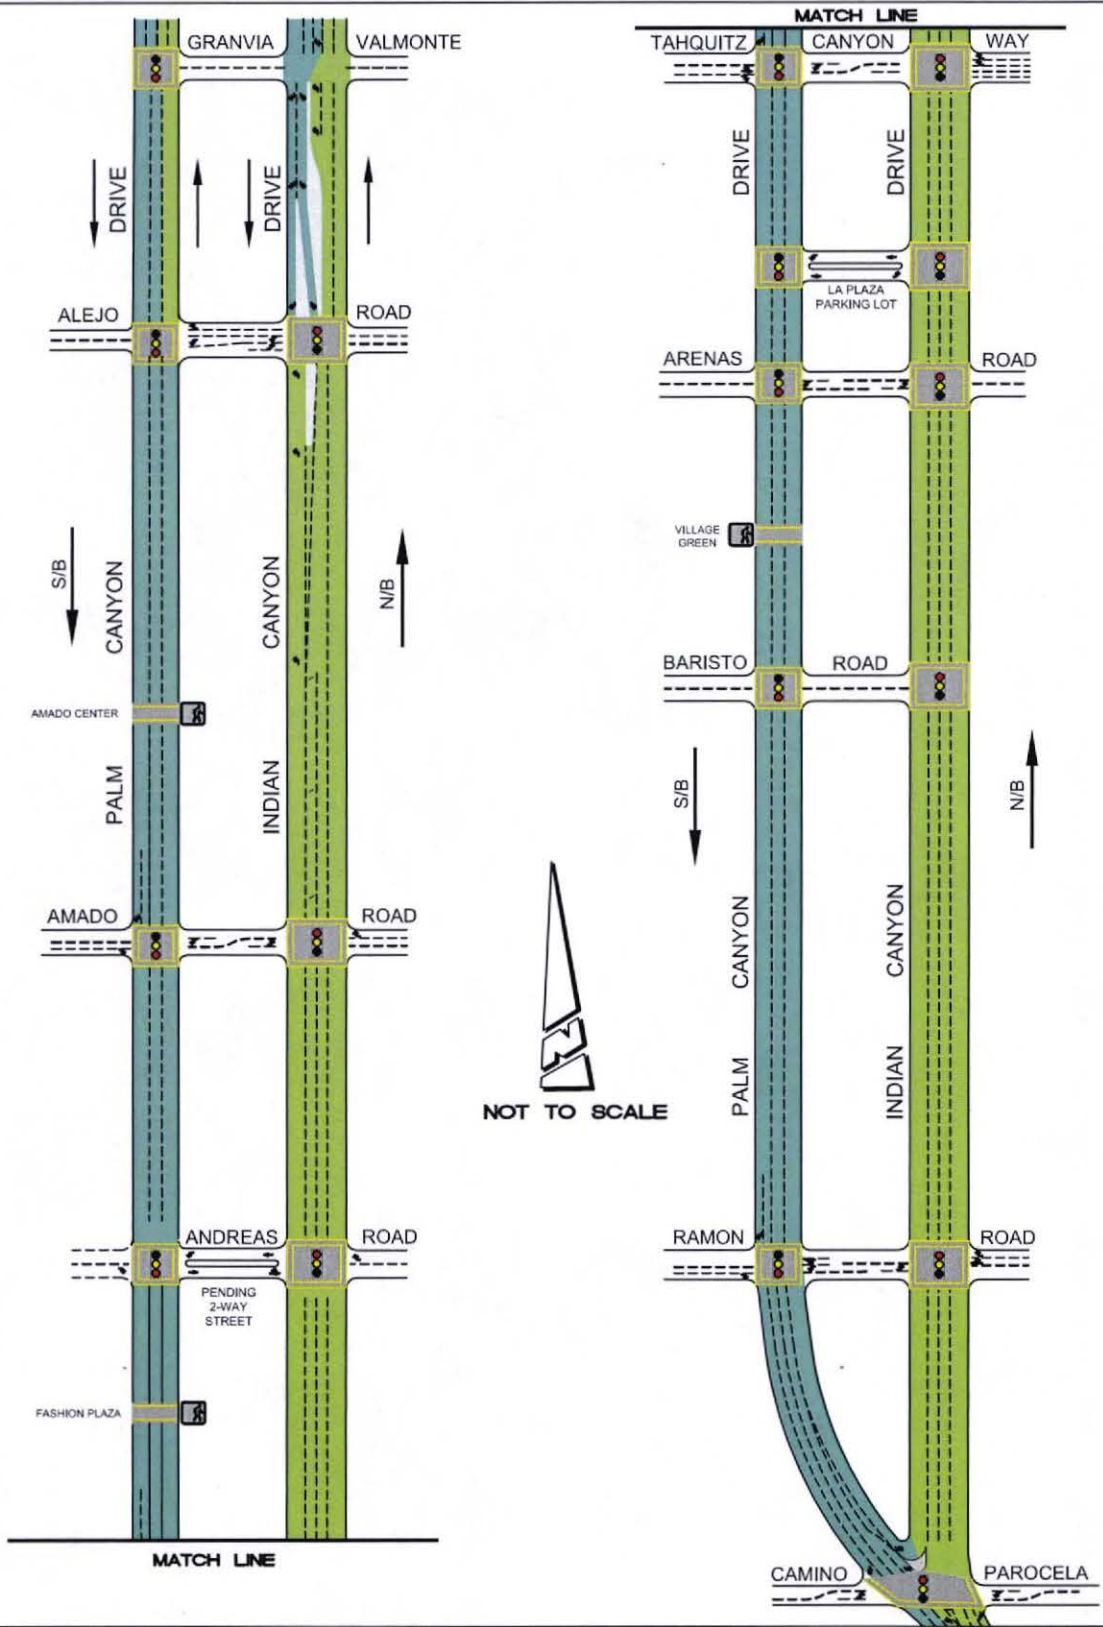 GRANVIA VALMONTE
DRIVE
DRIVE
ALEJO ROAD
S/B
CANYON
CANYON
N/B
AMADO CENTER
PALM
INDIAN
AMADO ROAD
ANDREAS ROAD
PENDING
2-WAY
STREET
FASHION PLAZA
MATCH LINE
N
NOT TO SCALE
MATCH LINE
TAHQUITZ CANYON WAY
DRIVE
DRIVE
LA PLAZA
PARKING LOT
ARENAS ROAD
VILLAGE
GREEN
BARISTO ROAD
S/B
N/B
CANYON
CANYON
PALM
INDIAN
RAMON ROAD
CAMINO PAROCELA